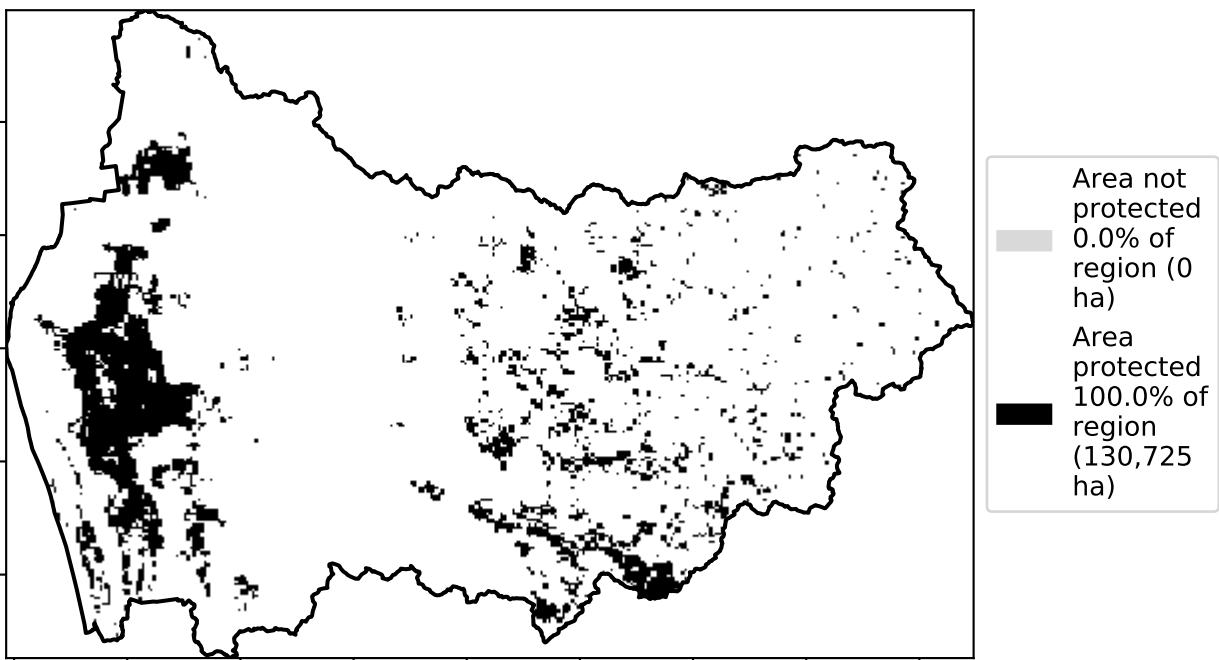 Area not
protected
0.0% of
region (0
ha)
Area
protected
100.0% of
region
(130,725
ha)